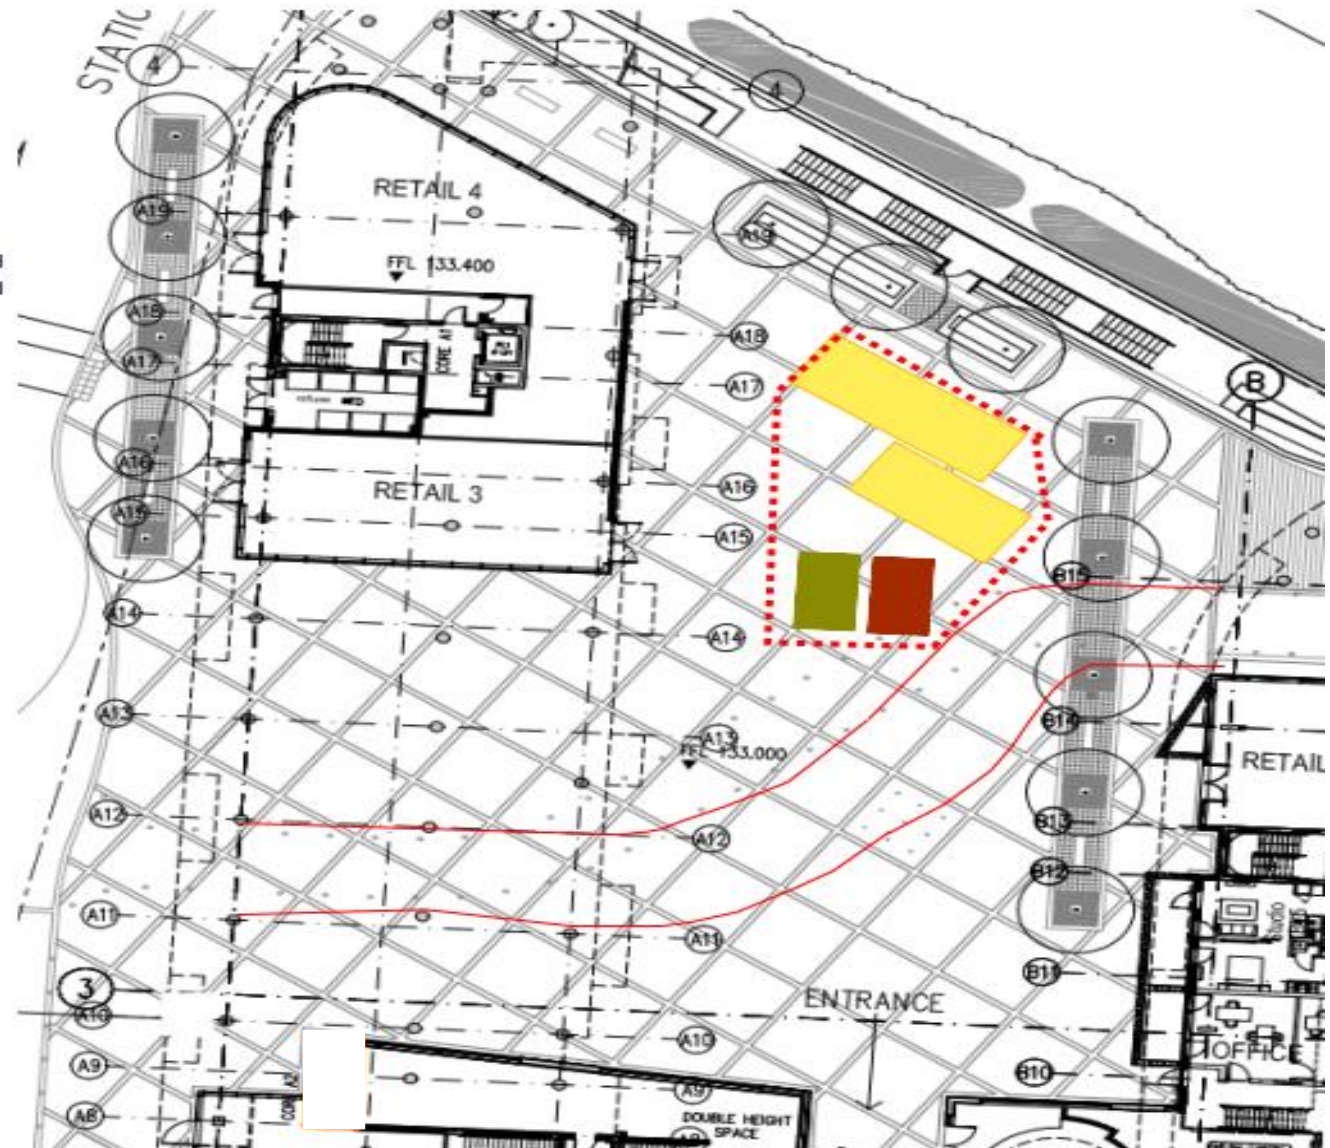 STATIO
4
4
RETAIL 4
A19
A19
FFL 133.400
CORE A1
A18
A18
A17
A17
refuse
B
A16
A16
RETAIL 3
A15
A15
B15
A14
A14
A13
A13
FFL 133.000
B14
RETAIL
A12
A12
B13
B12
Studio
A11
A11
B11
3
A10
ENTRANCE
A10
OFFICE
A9
A9
B10
A8
DOUBLE HEIGHT
SPACE